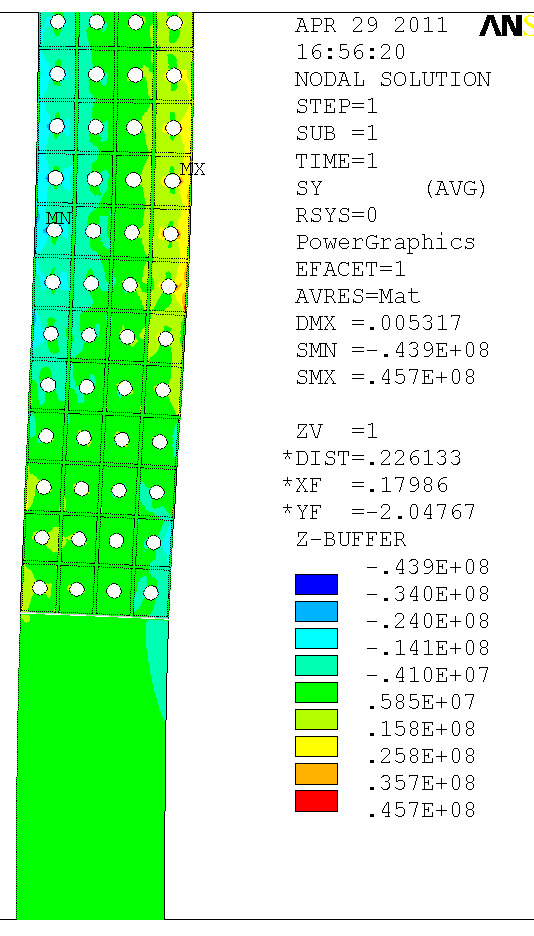 APR 29 2011 ANS
16:56:20
NODAL SOLUTION
STEP=1
SUB =1
TIME=1
SY (AVG)
RSYS=0
PowerGraphics
EFACET=1
AVRES=Mat
DMX =.005317
SMN =-.439E+08
SMX =.457E+08
ZV =1
*DIST=.226133
*XF =.17986
*YF =-2.04767
Z-BUFFER
-.439E+08
-.340E+08
-.240E+08
-.141E+08
-.410E+07
.585E+07
.158E+08
.258E+08
.357E+08
.457E+08
MX
MN